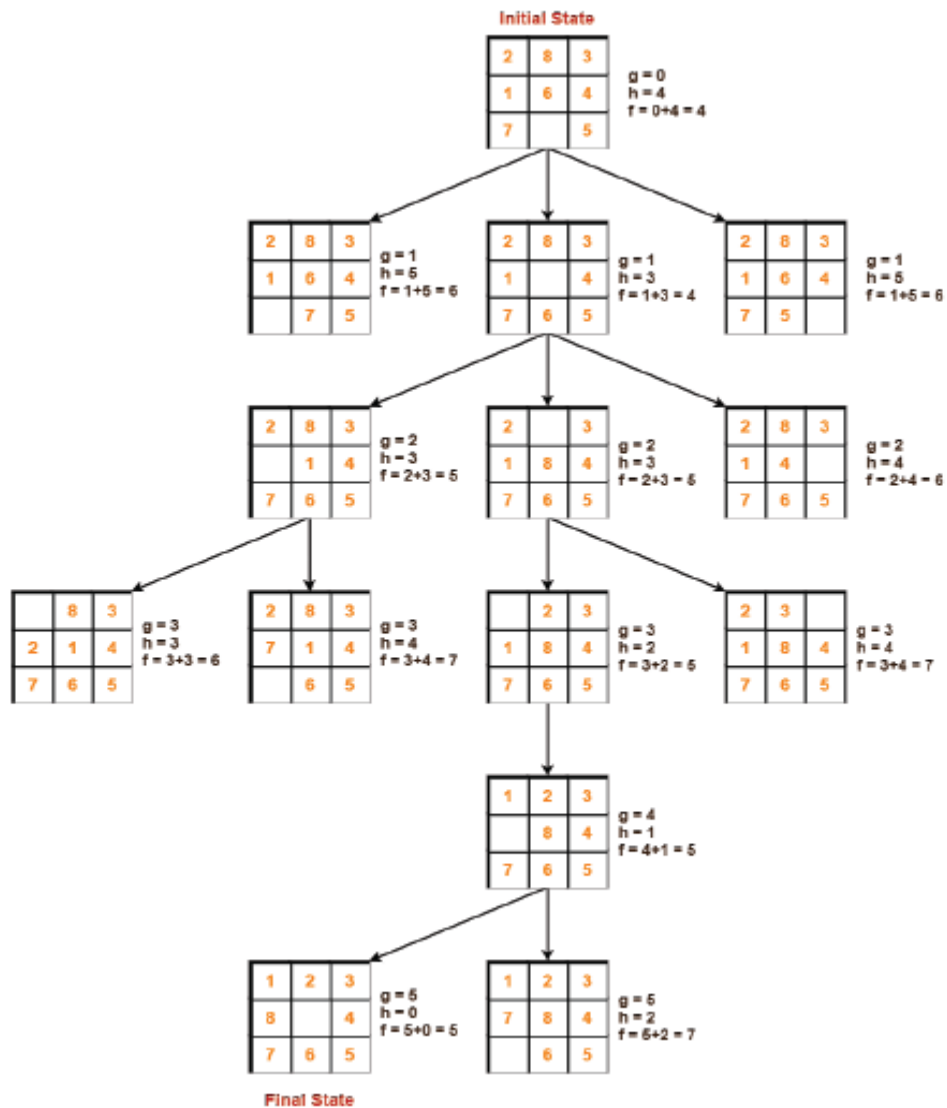 Initial State
2 8 3
1 6 4
7 5
g = 0
h = 4
f = 0+4 = 4
2 8 3
1 6 4
7 5
g = 1
h = 5
f = 1+5 = 6
2 8 3
1 4
7 6 5
g = 1
h = 3
f = 1+3 = 4
2 8 3
1 6 4
7 5
g = 1
h = 5
f = 1+5 = 6
2 8 3
1 4
7 6 5
g = 2
h = 3
f = 2+3 = 5
2 3
1 8 4
7 6 5
g = 2
h = 3
f = 2+3 = 5
2 8 3
1 4
7 6 5
g = 2
h = 4
f = 2+4 = 6
8 3
2 1 4
7 6 5
g = 3
h = 3
f = 3+3 = 6
2 8 3
7 1 4
6 5
g = 3
h = 4
f = 3+4 = 7
2 3
1 8 4
7 6 5
g = 3
h = 2
f = 3+2 = 5
2 3
1 8 4
7 6 5
g = 3
h = 4
f = 3+4 = 7
1 2 3
8 4
7 6 5
g = 4
h = 1
f = 4+1 = 5
1 2 3
8 4
7 6 5
g = 5
h = 0
f = 5+0 = 5
1 2 3
7 8 4
6 5
g = 5
h = 2
f = 5+2 = 7
Final State